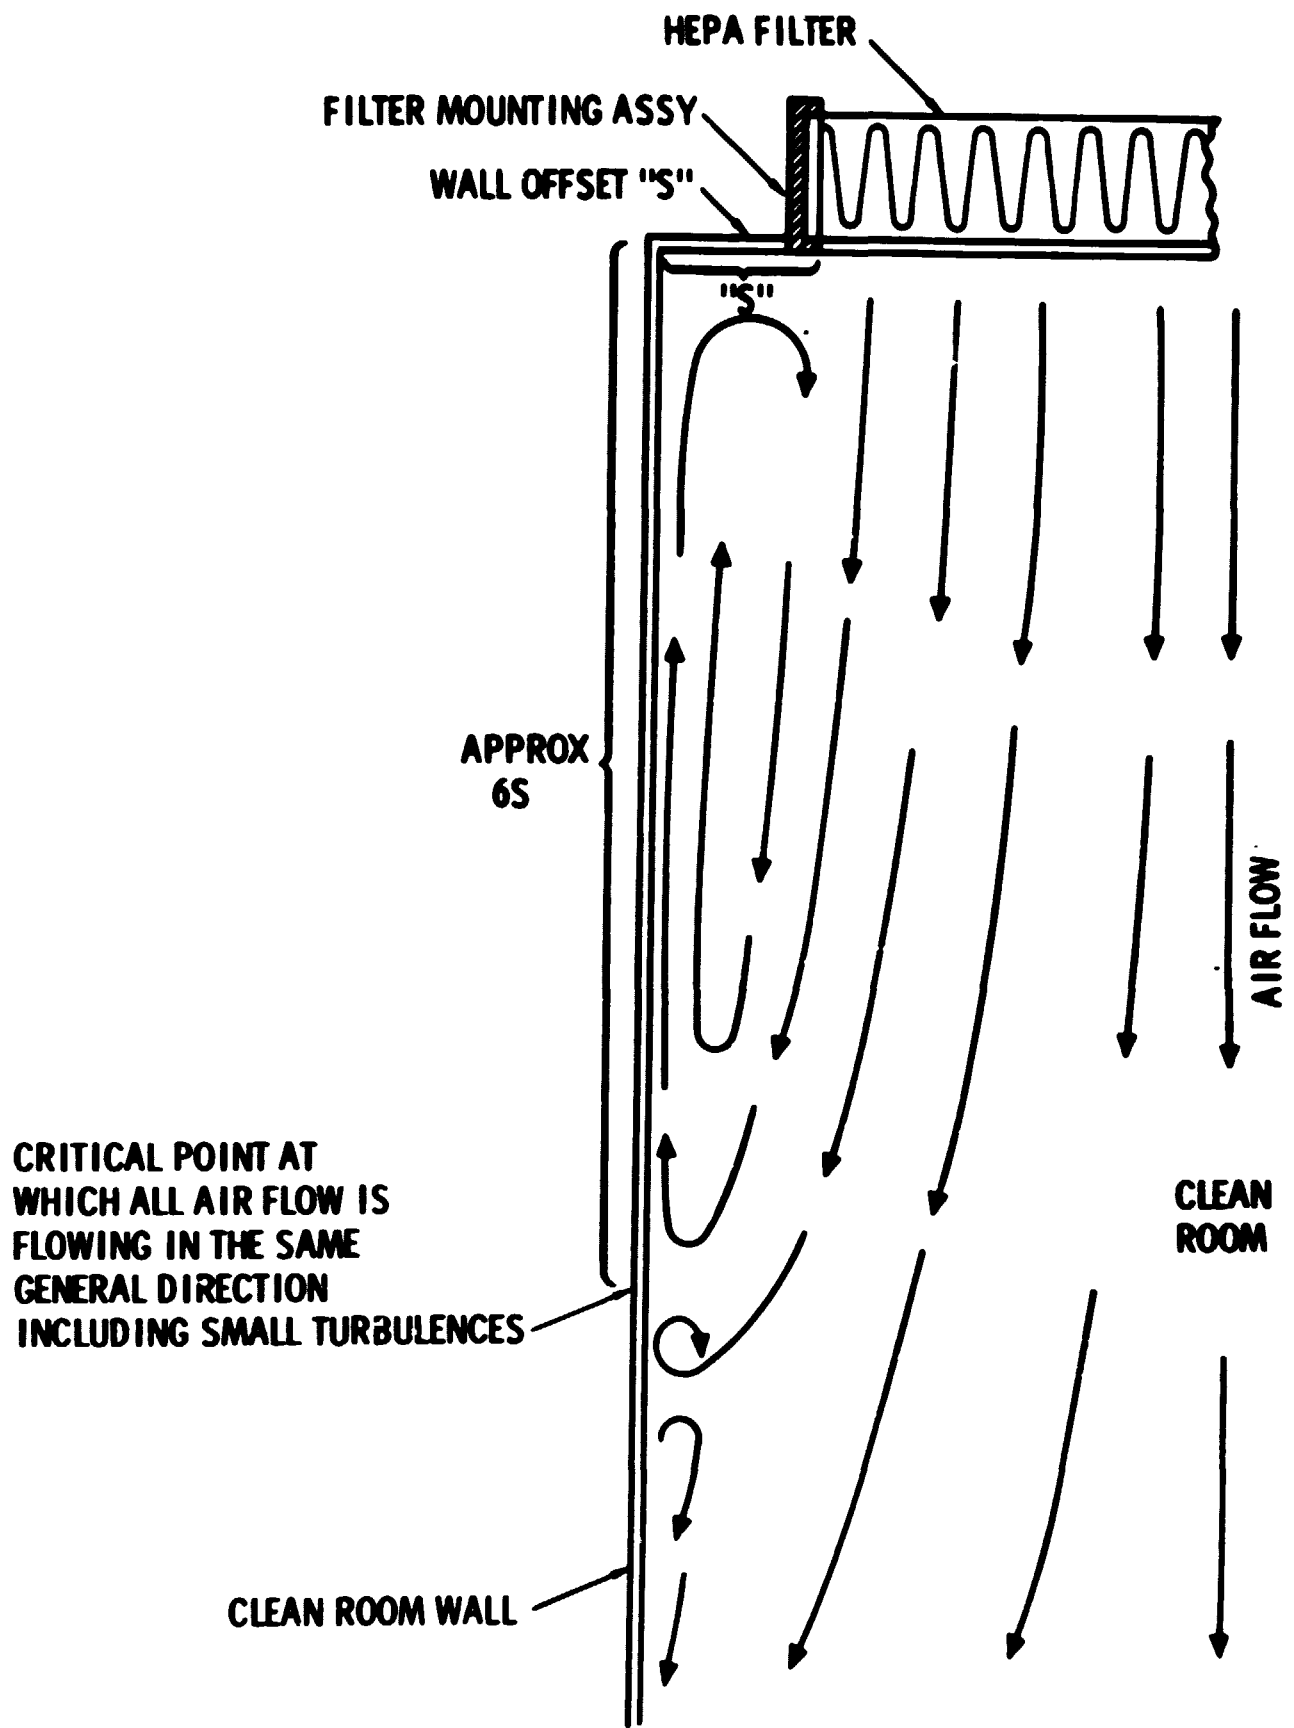 HEPA FILTER
FILTER MOUNTING ASSY
WALL OFFSET "S"
"S"
APPROX
6S
AIR FLOW
CRITICAL POINT AT
WHICH ALL AIR FLOW IS
FLOWING IN THE SAME
GENERAL DIRECTION
INCLUDING SMALL TURBULENCES
CLEAN
ROOM
CLEAN ROOM WALL